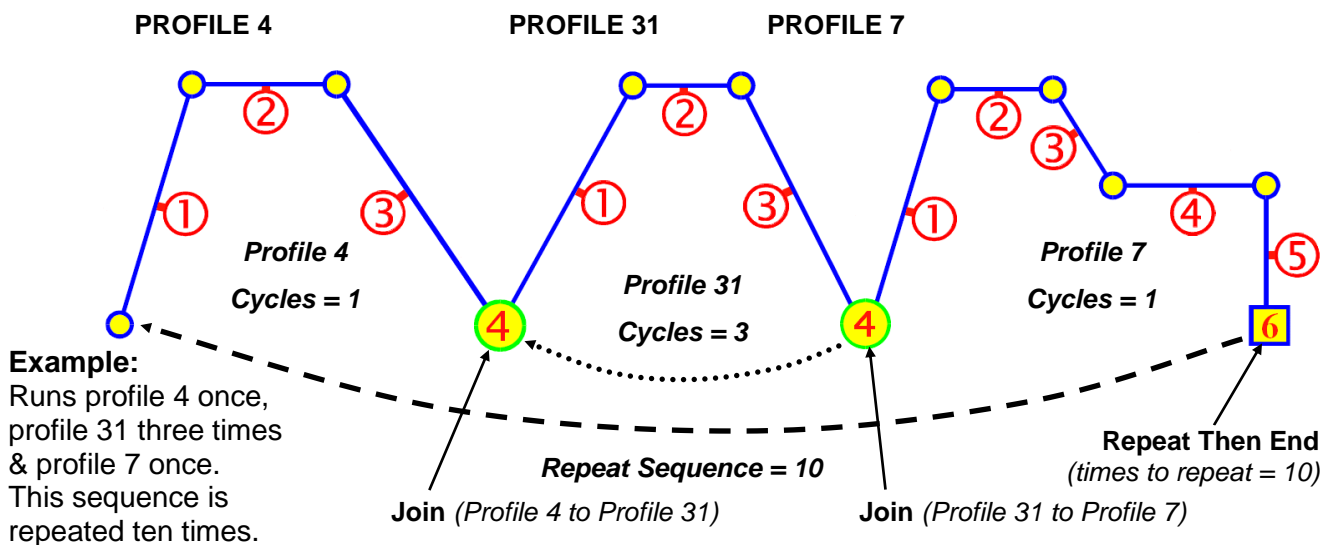 PROFILE 4
PROFILE 31
PROFILE 7
②
②
②
③
①
③
①
③
①
④
⑤
Profile 4
Cycles = 1
Profile 31
Cycles = 3
Profile 7
Cycles = 1
4
4
6
Example:
Runs profile 4 once,
profile 31 three times
& profile 7 once.
This sequence is
repeated ten times.
Repeat Sequence = 10
Repeat Then End
(times to repeat = 10)
Join (Profile 4 to Profile 31)
Join (Profile 31 to Profile 7)